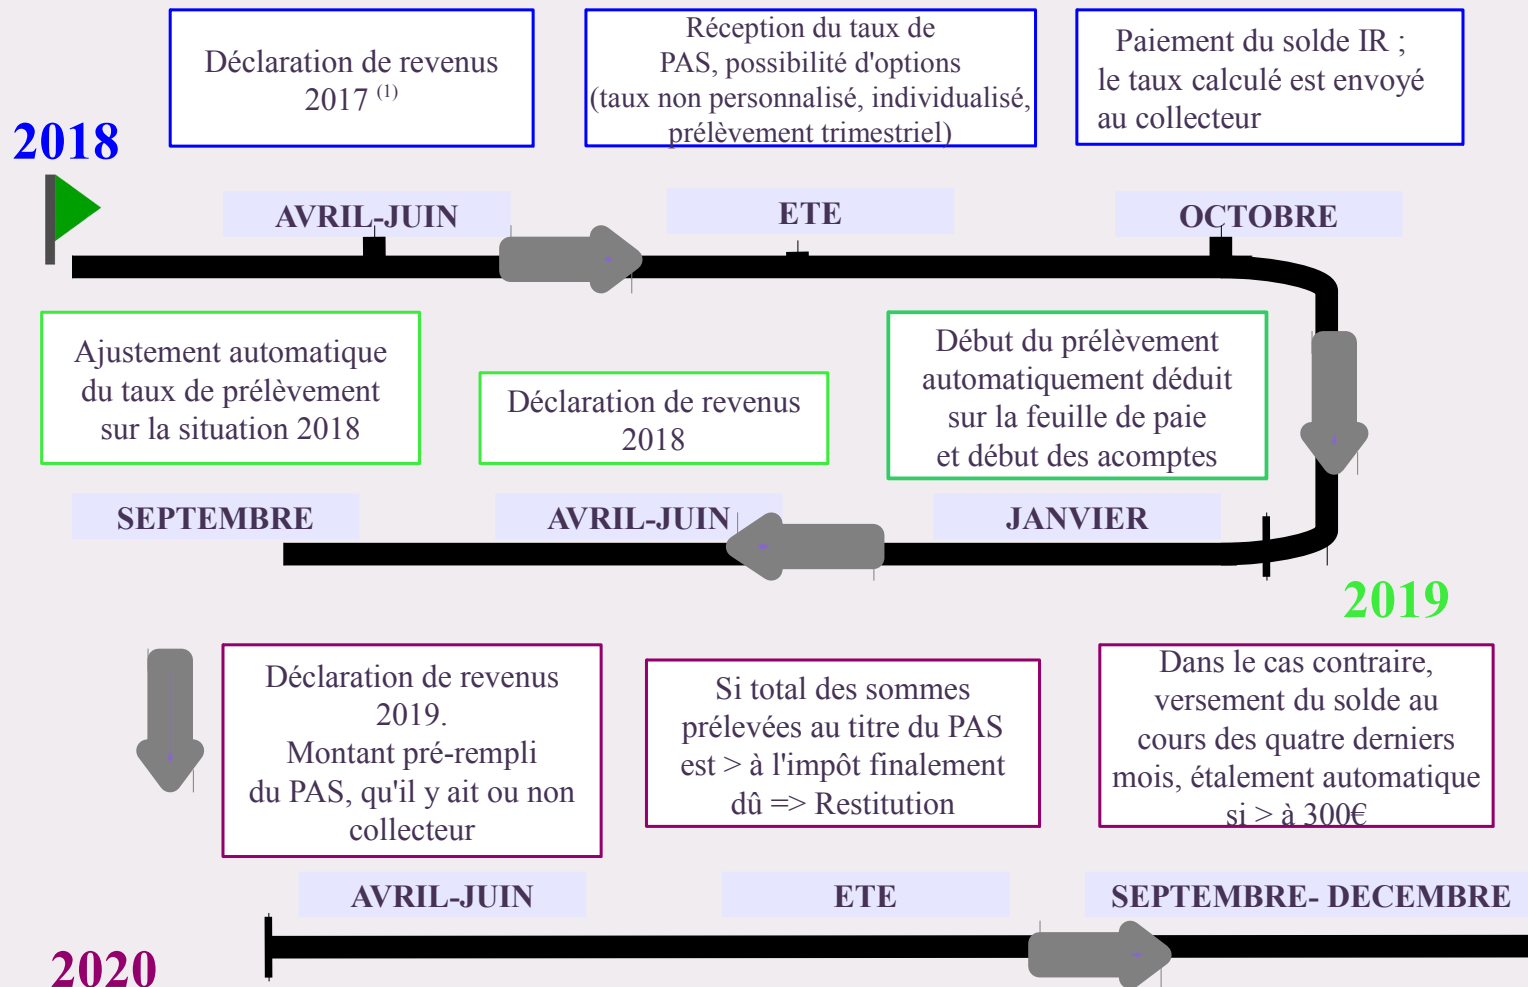 Déclaration de revenus
2017 (1)
Réception du taux de
PAS, possibilité d'options
(taux non personnalisé, individualisé,
prélèvement trimestriel)
Paiement du solde IR ;
le taux calculé est envoyé
au collecteur
2018
AVRIL-JUIN
ETE
OCTOBRE
Ajustement automatique
du taux de prélèvement
sur la situation 2018
Déclaration de revenus
2018
Début du prélèvement
automatiquement déduit
sur la feuille de paie
et début des acomptes
SEPTEMBRE
AVRIL-JUIN
JANVIER
2019
Déclaration de revenus
2019.
Montant pré-rempli
du PAS, qu'il y ait ou non
collecteur
Si total des sommes
prélevées au titre du PAS
est > à l'impôt finalement
dû => Restitution
Dans le cas contraire,
versement du solde au
cours des quatre derniers
mois, étalement automatique
si > à 300€
AVRIL-JUIN
ETE
SEPTEMBRE- DECEMBRE
2020